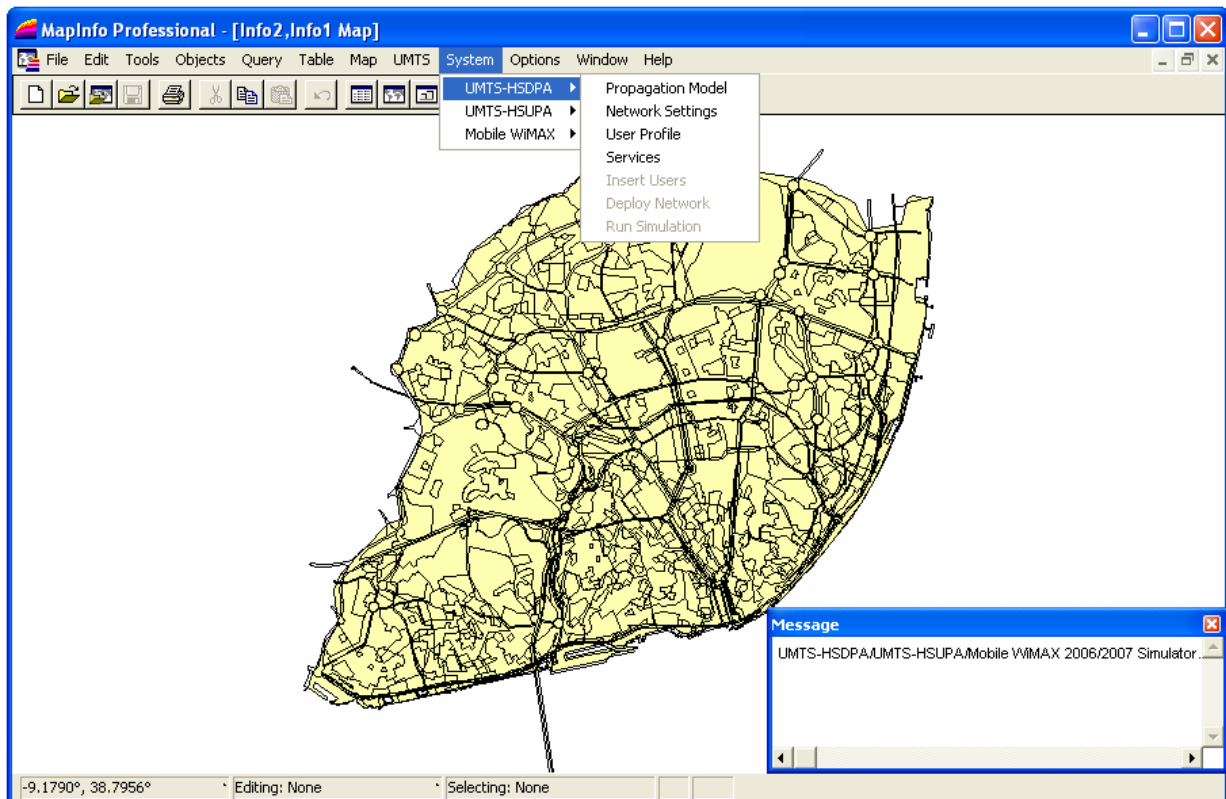 MapInfo Professional - [Info2,Info1 Map]
File Edit Tools Objects Query Table Map UMTS System Options Window Help
UMTS-HSDPA
UMTS-HSUPA
Mobile WiMAX
Propagation Model
Network Settings
User Profile
Services
Insert Users
Deploy Network
Run Simulation
Message
UMTS-HSDPA/UMTS-HSUPA/Mobile WiMAX 2006/2007 Simulator.
-9.1790°, 38.7956° Editing: None Selecting: None